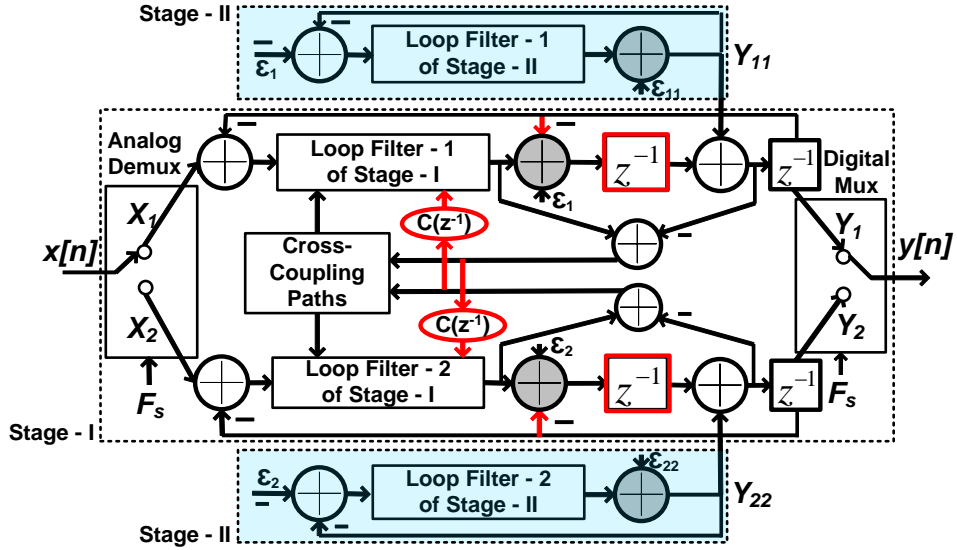 Stage - II
−
ε1
−
Loop Filter - 1
of Stage - II
ε11
Y11
Analog
Demux
−
Loop Filter - 1
of Stage - I
−
ε1
z−1
z−1
Digital
Mux
X1
C(z-1)
−
Y1
x[n]
Cross-
Coupling
Paths
y[n]
X2
C(z-1)
−
Y2
ε2
Loop Filter - 2
of Stage - I
z−1
z−1
Fs
Fs
−
−
Stage - I
ε2
−
Loop Filter - 2
of Stage - II
ε22
Y22
−
Stage - II